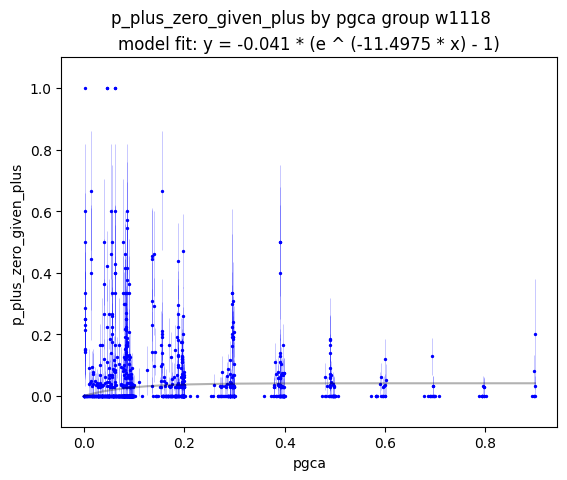 p_plus_zero_given_plus by pgca group w1118
model fit: y = -0.041 * (e ^ (-11.4975 * x) - 1)
p_plus_zero_given_plus
1.0
0.8
0.6
0.4
0.2
0.0
0.0 0.2 0.4 0.6 0.8
pgca